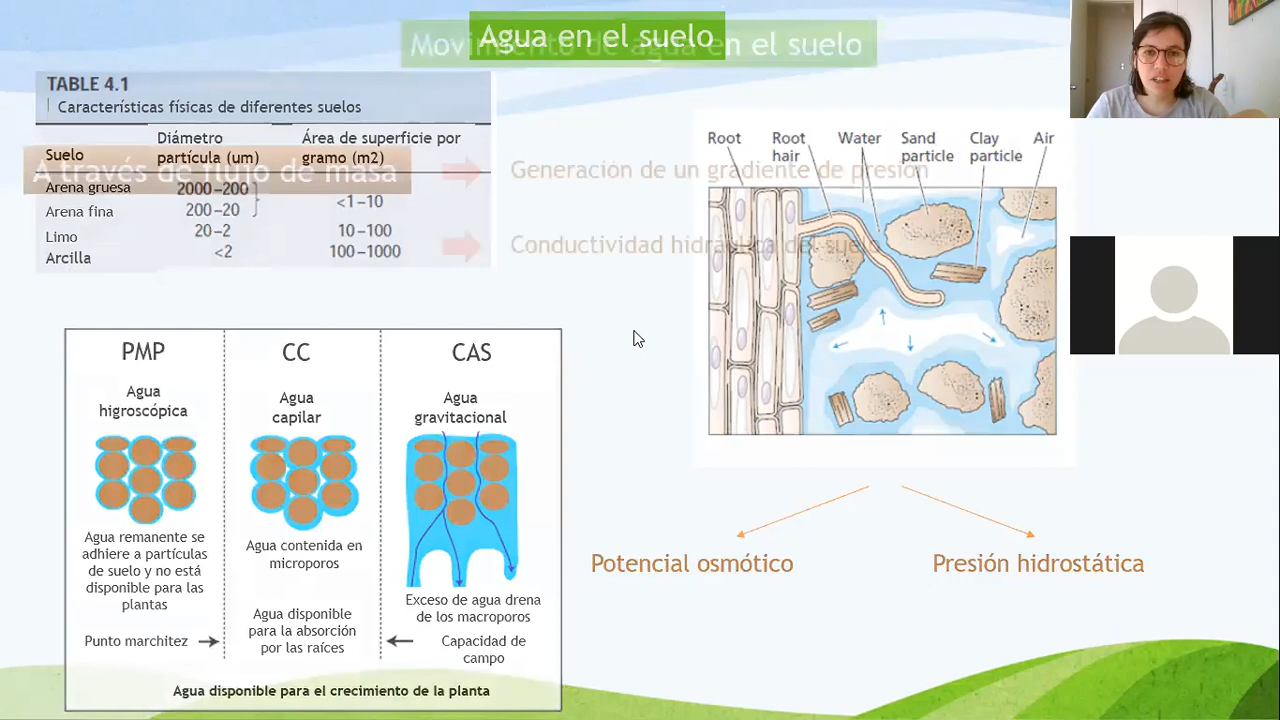 Agua en el suelo
Movimiento de agua en el suelo
TABLE 4.1
Características físicas de diferentes suelos
Suelo
Diámetro
partícula (um)
Área de superficie por
gramo (m2)
A través de flujo de masa
Arena gruesa
2000–200
Arena fina
200–20
<1–10
Limo
20–2
10–100
Arcilla
<2
100–1000
Generación de un gradiente de presión
Conductividad hidráulica del suelo
Root
Root
hair
Water
Sand
particle
Clay
particle
Air
PMP
Agua
higroscópica
Agua remanente se
adhiere a partículas
de suelo y no está
disponible para las
plantas
Punto marchitez
CC
Agua
capilar
Agua contenida en
microporos
Agua disponible
para la absorción
por las raíces
CAS
Agua
gravitacional
Exceso de agua drena
de los macroporos
Capacidad de
campo
Agua disponible para el crecimiento de la planta
Potencial osmótico
Presión hidrostática